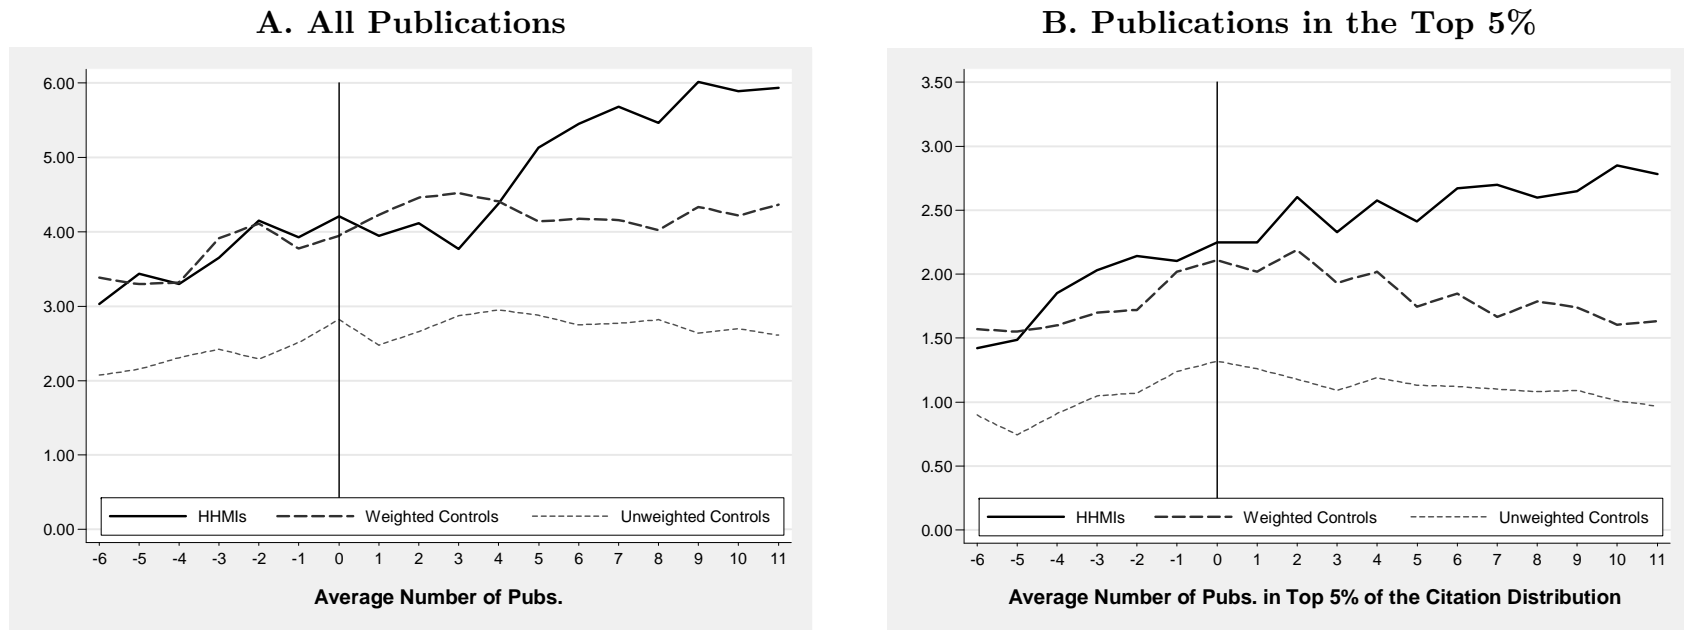 A. All Publications
6.00
5.00
4.00
3.00
2.00
1.00
0.00
HHMIs Weighted Controls Unweighted Controls
-6 -5 -4 -3 -2 -1 0 1 2 3 4 5 6 7 8 9 10 11
Average Number of Pubs.
B. Publications in the Top 5%
3.50
3.00
2.50
2.00
1.50
1.00
0.50
0.00
HHMIs Weighted Controls Unweighted Controls
-6 -5 -4 -3 -2 -1 0 1 2 3 4 5 6 7 8 9 10 11
Average Number of Pubs. in Top 5% of the Citation Distribution